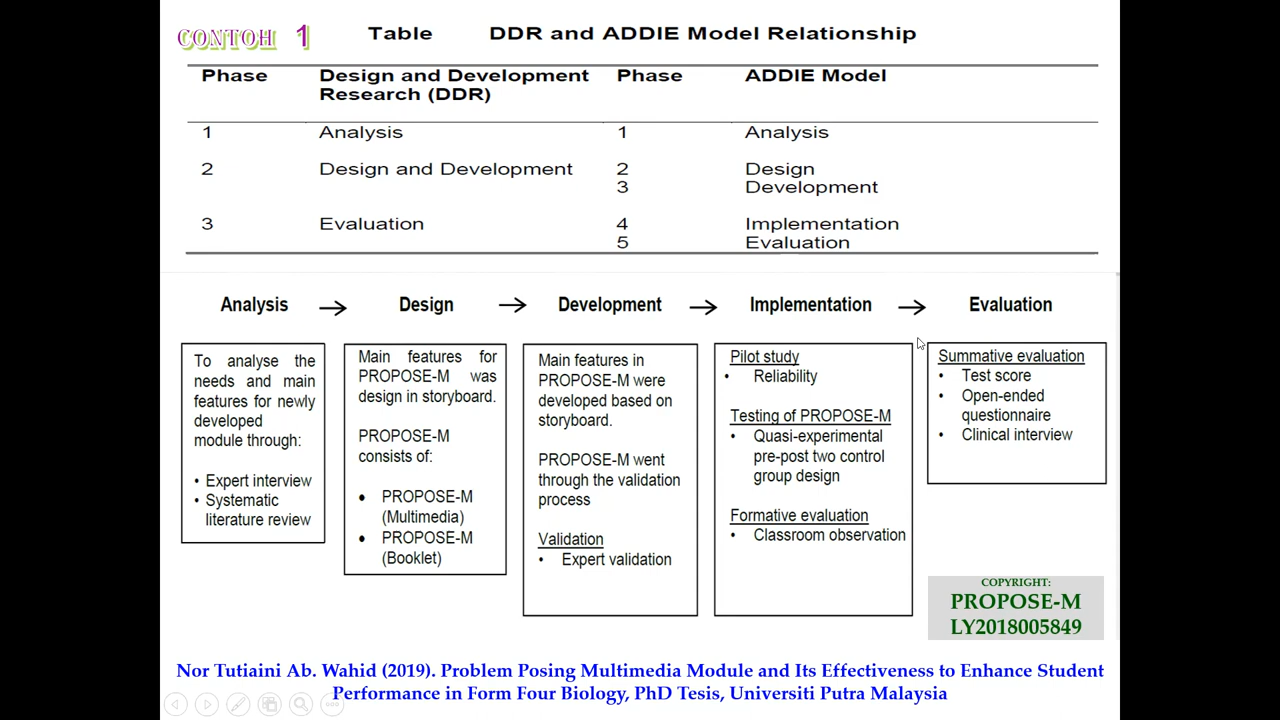 CONTOH 1
Table DDR and ADDIE Model Relationship
Phase Design and Development Phase ADDIE Model
Research (DDR)
1 Analysis 1 Analysis
2 Design and Development 2 Design
3 Development
3 Evaluation 4 Implementation
5 Evaluation
Analysis → Design → Development → Implementation → Evaluation
To analyse the
needs and main
features for newly
developed
module through:
• Expert interview
• Systematic
literature review
Main features for
PROPOSE-M was
design in storyboard.
PROPOSE-M
consists of:
• PROPOSE-M
(Multimedia)
• PROPOSE-M
(Booklet)
Main features in
PROPOSE-M were
developed based on
storyboard.
PROPOSE-M went
through the validation
process
Validation
• Expert validation
Pilot study
• Reliability
Testing of PROPOSE-M
• Quasi-experimental
pre-post two control
group design
Formative evaluation
• Classroom observation
Summative evaluation
• Test score
• Open-ended
questionnaire
• Clinical interview
COPYRIGHT:
PROPOSE-M
LY2018005849
Nor Tutiaini Ab. Wahid (2019). Problem Posing Multimedia Module and Its Effectiveness to Enhance Student
Performance in Form Four Biology, PhD Tesis, Universiti Putra Malaysia